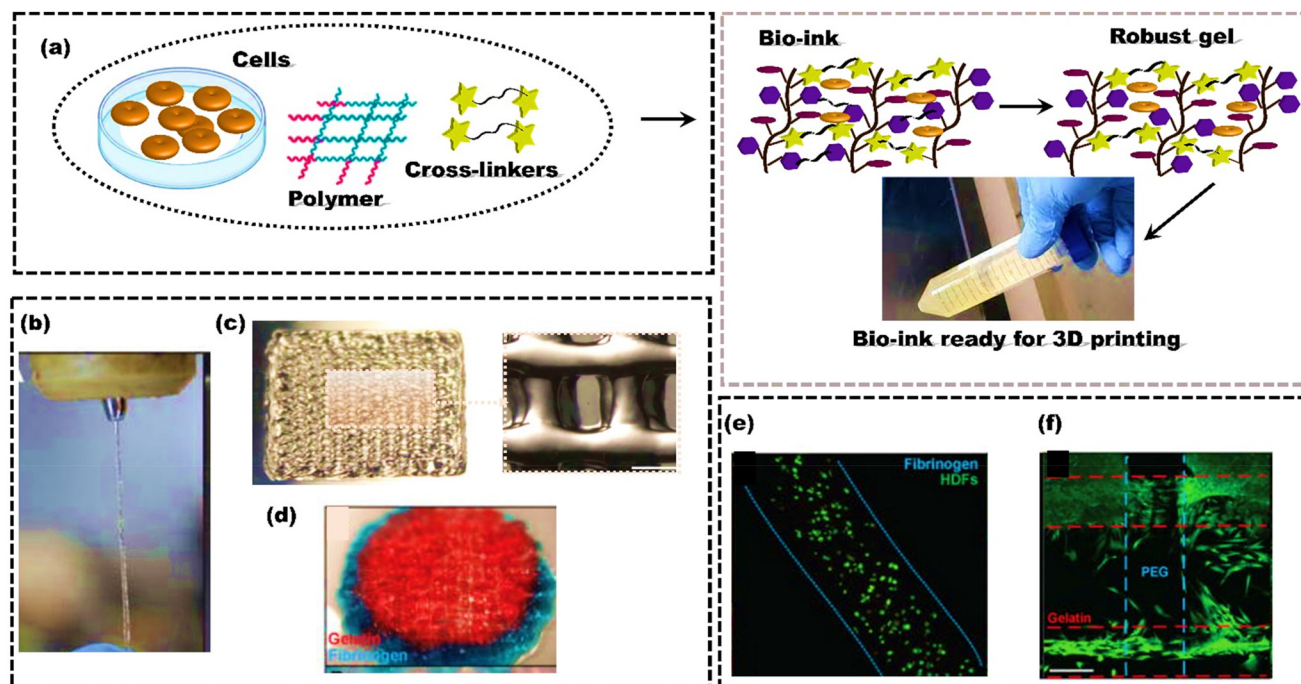 (a)
Cells
Polymer
Cross-linkers
Bio-ink
Robust gel
Bio-ink ready for 3D printing
(b)
(c)
(d)
Gelatin
Fibrinogen
(e)
Fibrinogen
HDFs
(f)
PEG
Gelatin